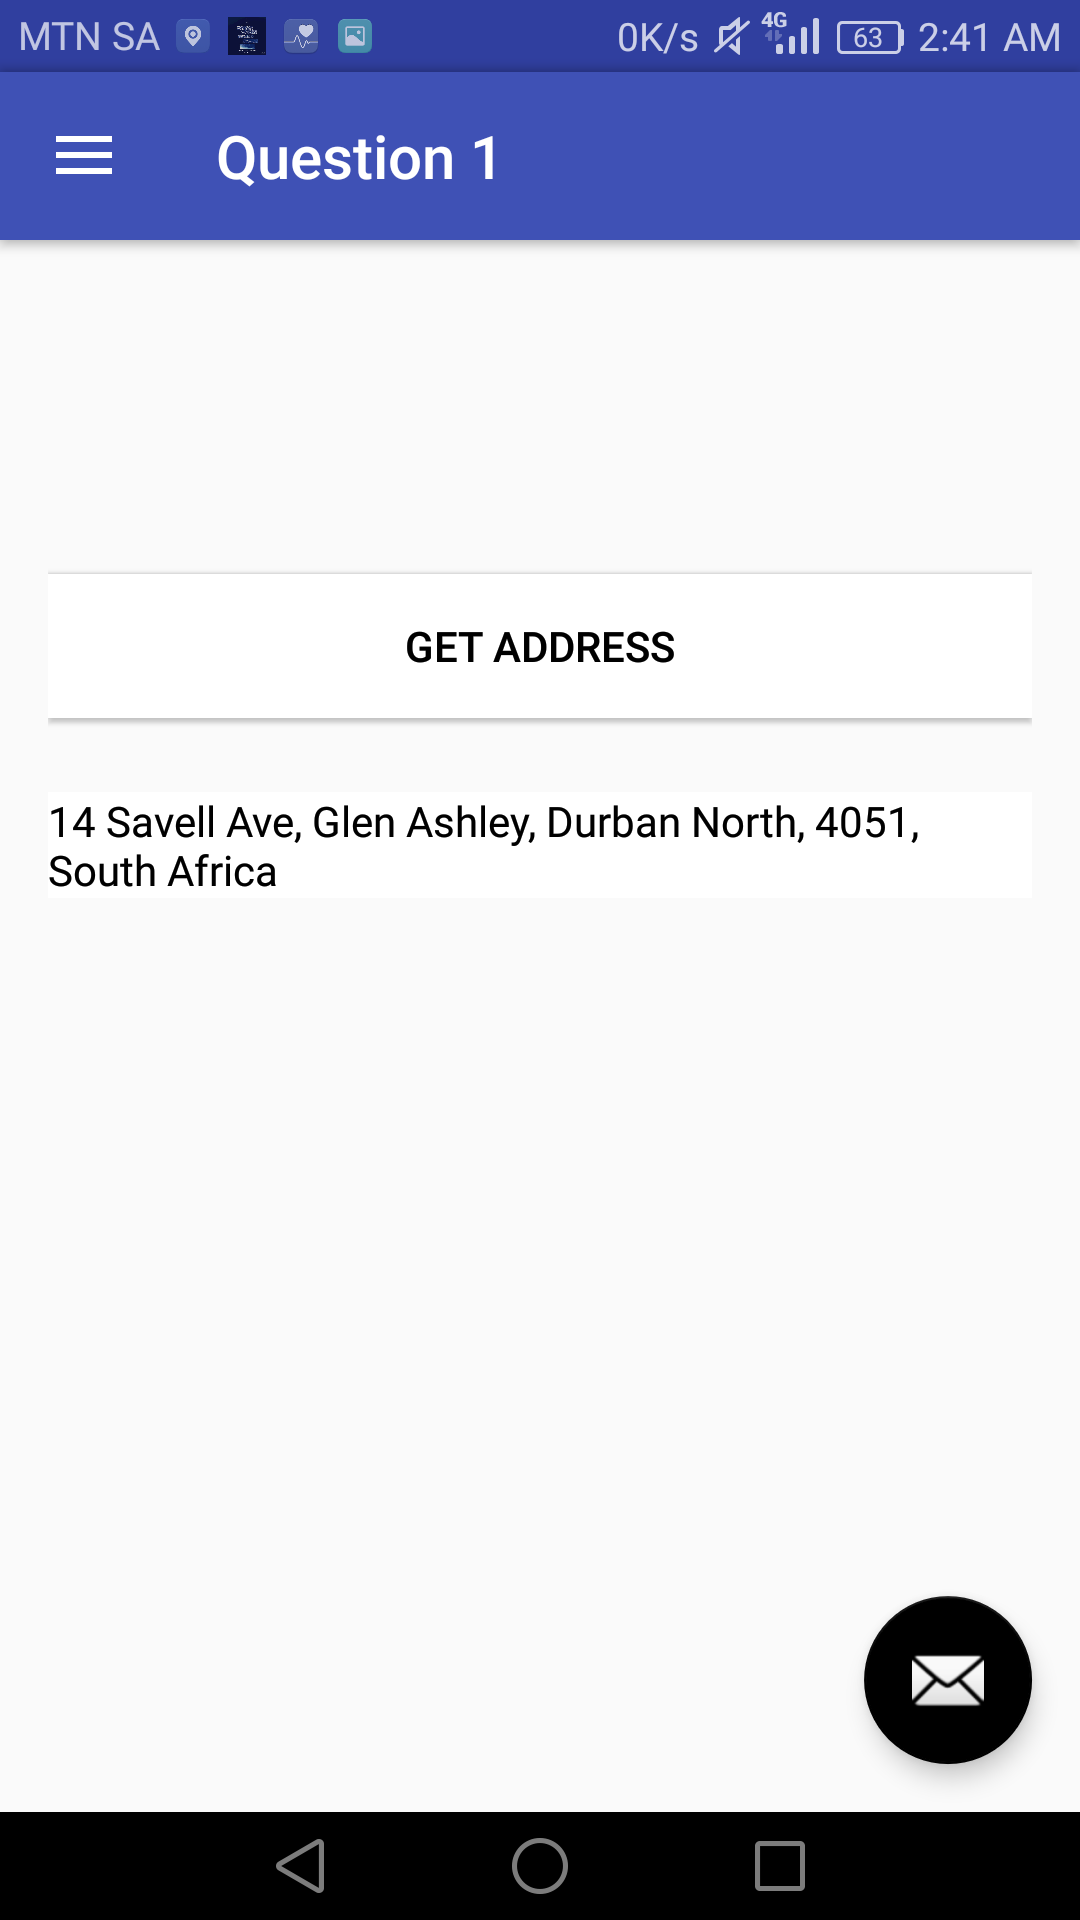 MTN SA 0K/s 4G 63 2:41 AM
Question 1
GET ADDRESS
14 Savell Ave, Glen Ashley, Durban North, 4051,
South Africa